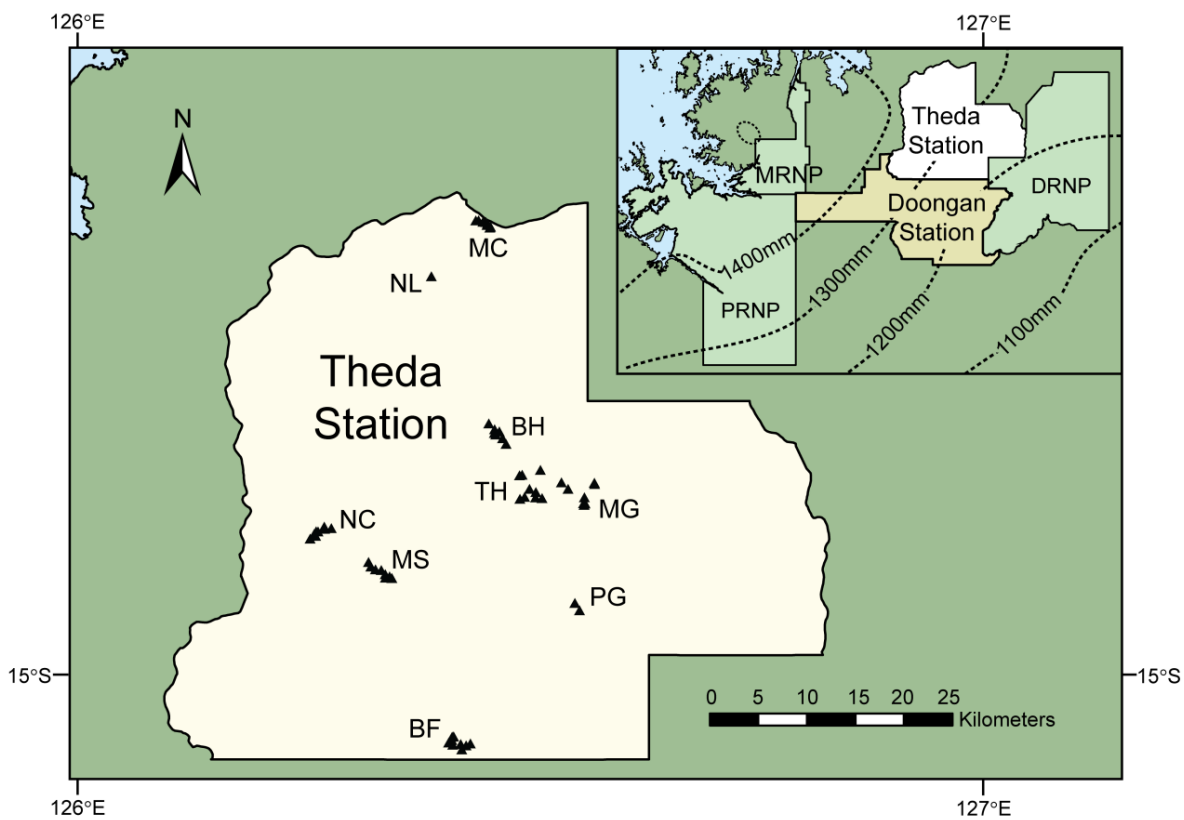 126°E
127°E
N
Theda
Station
MRNP
DRNP
Doongan
Station
1400mm
1300mm
PRNP
1200mm
1100mm
MC
NL
Theda
Station
BH
TH
MG
NC
MS
PG
15°S
15°S
0 5 10 15 20 25
Kilometers
BF
126°E
127°E